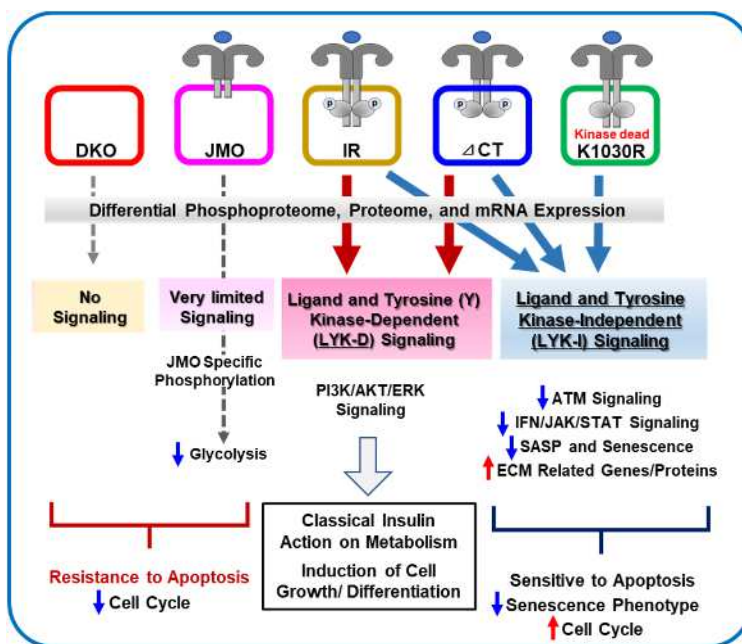 P P P P
Kinase dead
DKO JMO IR ⊿CT K1030R
Differential Phosphoproteome, Proteome, and mRNA Expression
No
Signaling
Very limited
Signaling
Ligand and Tyrosine (Y)
Kinase-Dependent
(LYK-D) Signaling
Ligand and Tyrosine
Kinase-Independent
(LYK-I) Signaling
JMO Specific
Phosphorylation
Glycolysis
PI3K/AKT/ERK
Signaling
ATM Signaling
IFN/JAK/STAT Signaling
SASP and Senescence
ECM Related Genes/Proteins
Resistance to Apoptosis
Cell Cycle
Classical Insulin
Action on Metabolism
Induction of Cell
Growth/ Differentiation
Sensitive to Apoptosis
Senescence Phenotype
Cell Cycle